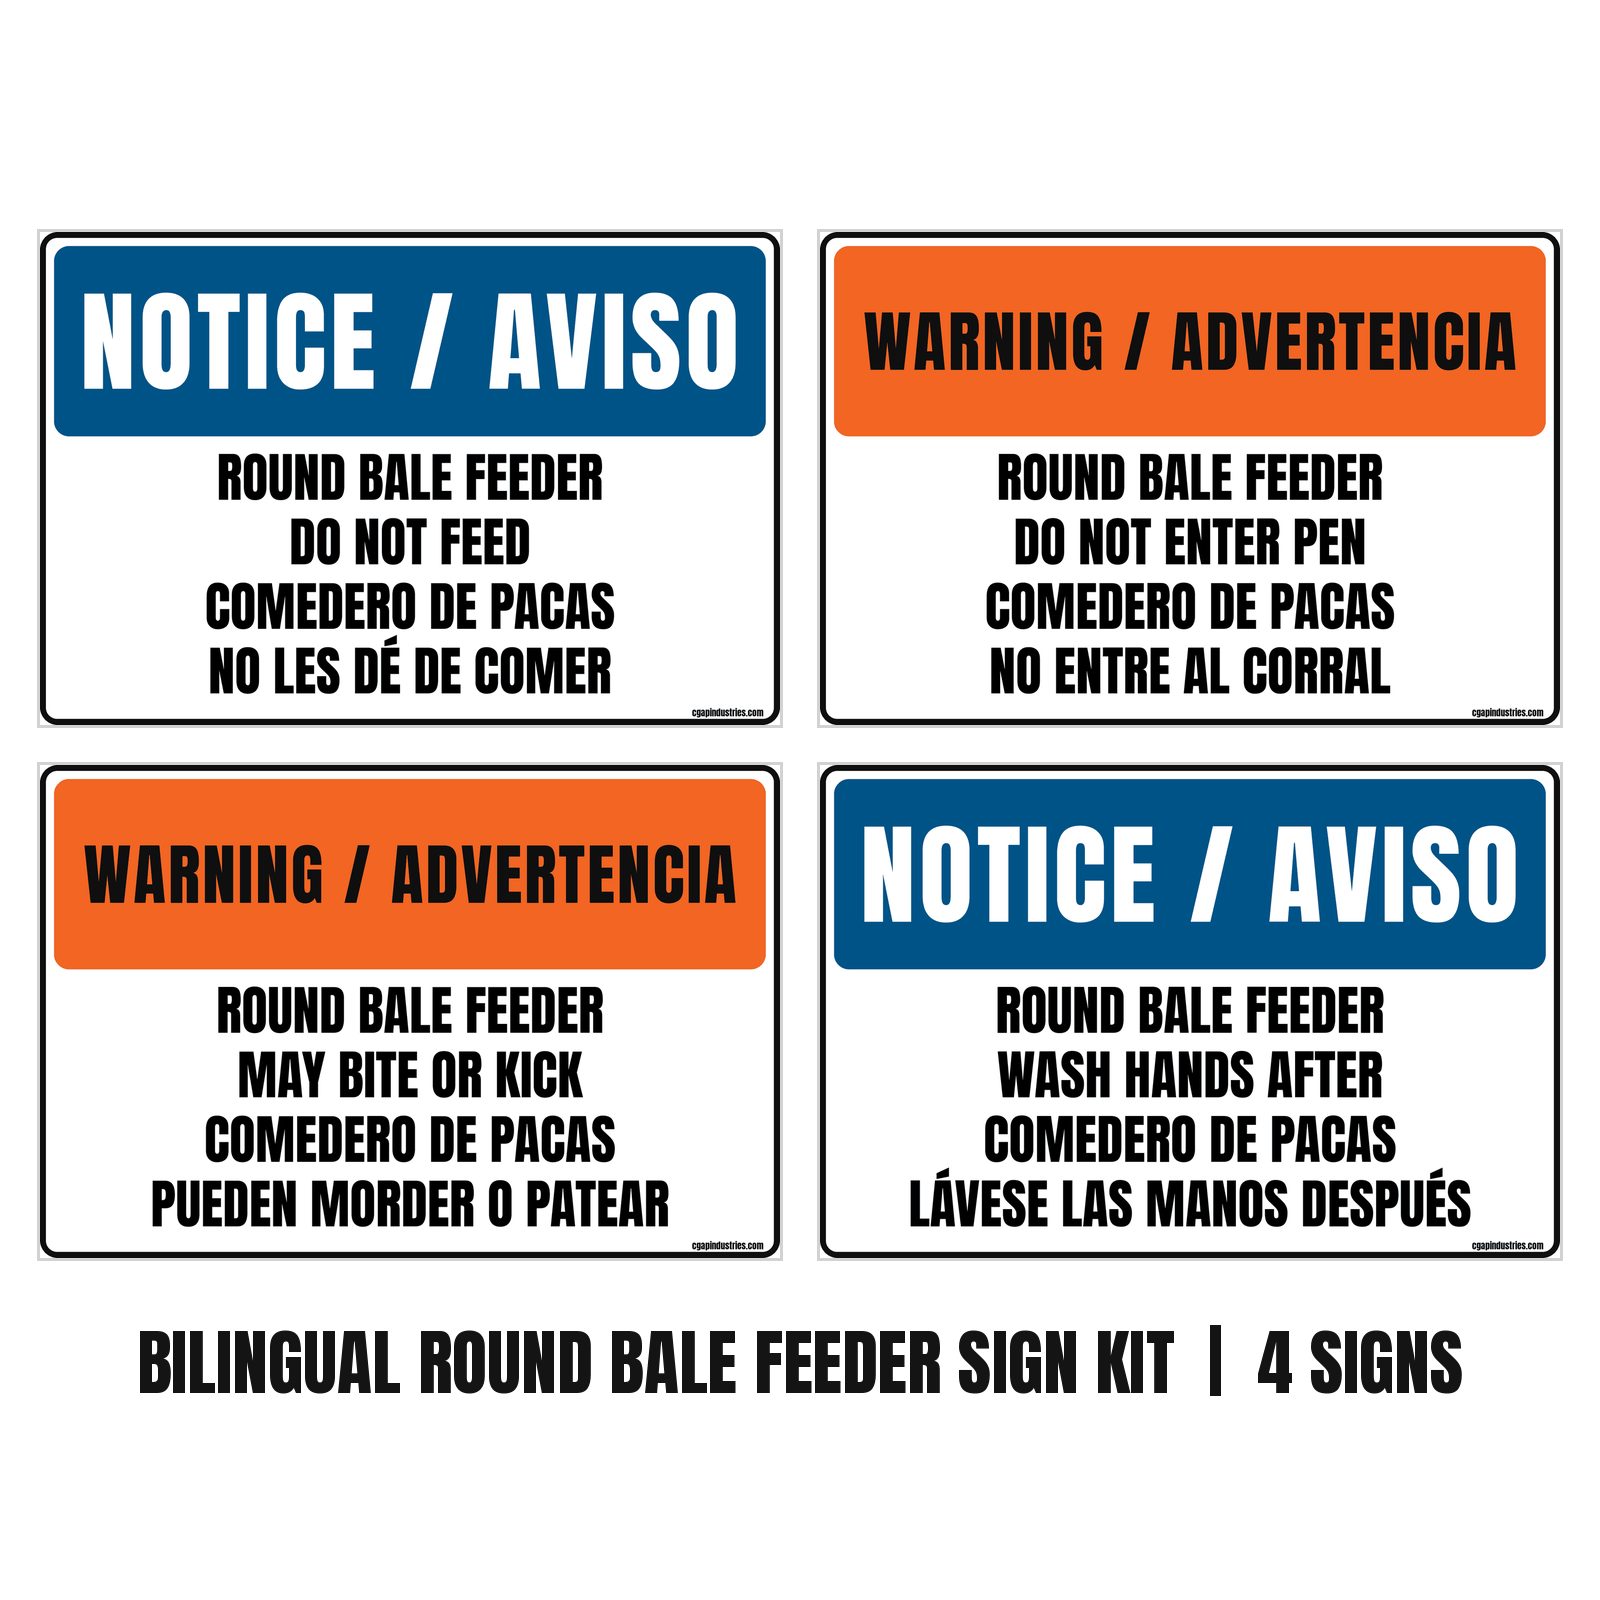 NOTICE / AVISO
ROUND BALE FEEDER
DO NOT FEED
COMEDERO DE PACAS
NO LES DÉ DE COMER
cgapindustries.com
WARNING / ADVERTENCIA
ROUND BALE FEEDER
DO NOT ENTER PEN
COMEDERO DE PACAS
NO ENTRE AL CORRAL
cgapindustries.com
WARNING / ADVERTENCIA
ROUND BALE FEEDER
MAY BITE OR KICK
COMEDERO DE PACAS
PUEDEN MORDER O PATEAR
cgapindustries.com
NOTICE / AVISO
ROUND BALE FEEDER
WASH HANDS AFTER
COMEDERO DE PACAS
LÁVESE LAS MANOS DESPUÉS
cgapindustries.com
BILINGUAL ROUND BALE FEEDER SIGN KIT | 4 SIGNS